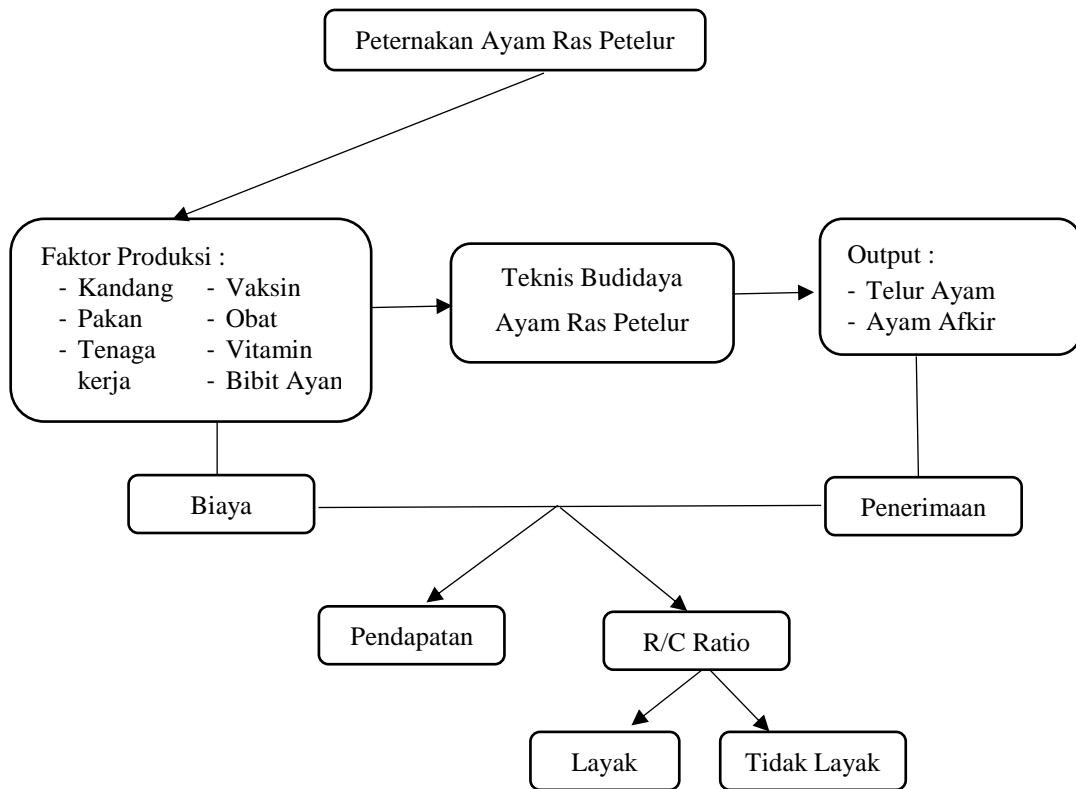 Peternakan Ayam Ras Petelur
Faktor Produksi :
- Kandang
- Pakan
- Tenaga
kerja
- Vaksin
- Obat
- Vitamin
- Bibit Ayan
Teknis Budidaya
Ayam Ras Petelur
Output :
- Telur Ayam
- Ayam Afkir
Biaya
Penerimaan
Pendapatan
R/C Ratio
Layak
Tidak Layak